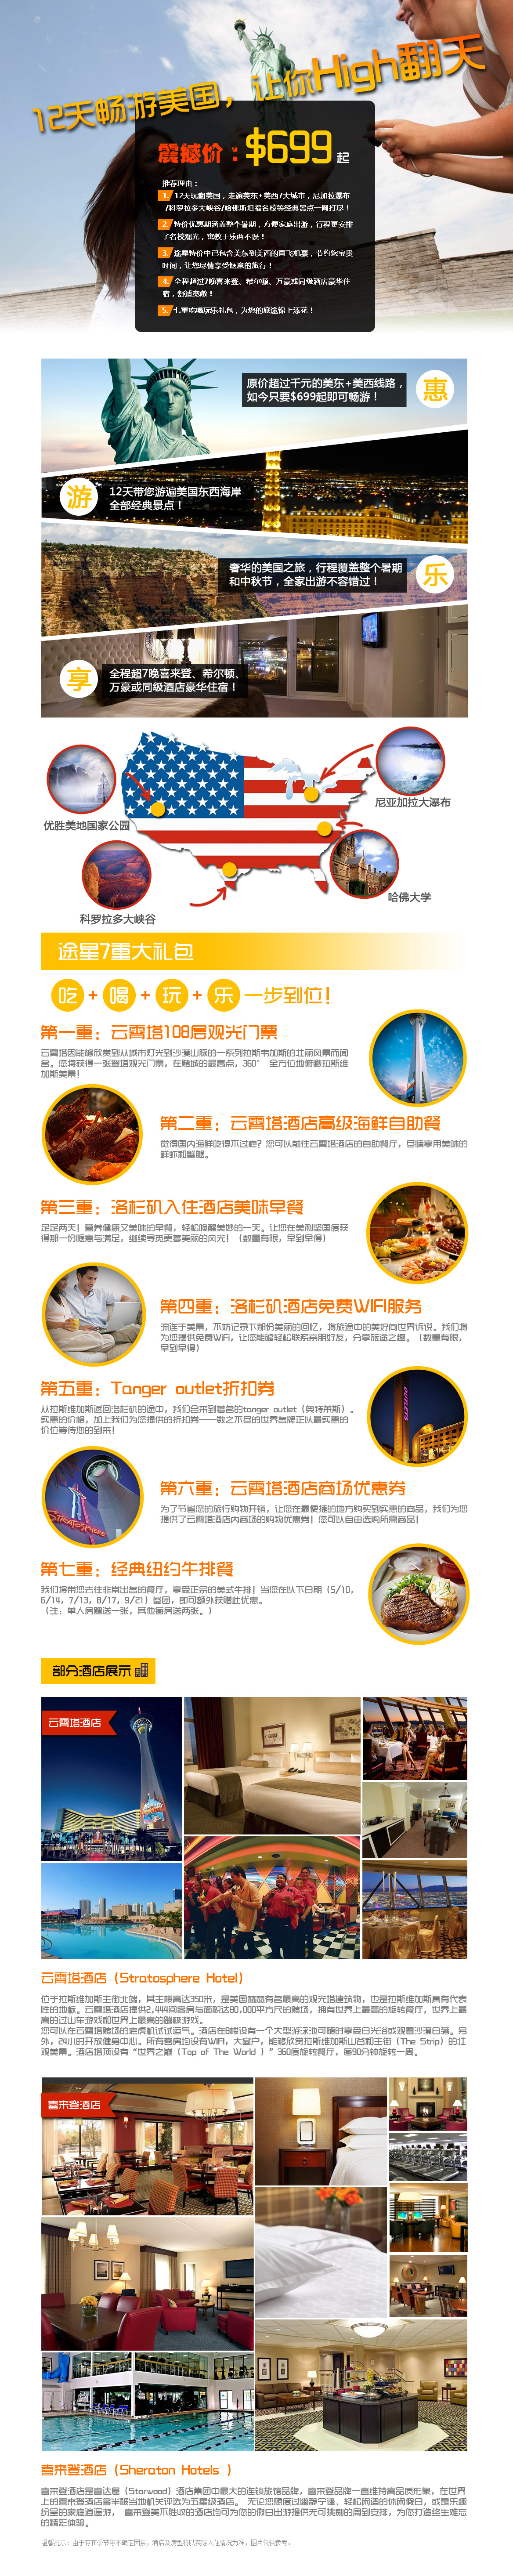 12天畅游美国，让你High翻天
震撼价：$699起
推荐理由：
1. 12天玩翻美国，走遍美东+美西7大城市，尼加拉瀑布
/科罗拉多大峡谷/哈佛斯坦福名校等经典景点一网打尽！
2. 特价优惠期涵盖整个暑期，方便家庭出游，行程更安排
了名校观光，寓教于乐两不误！
3. 途星特价中已包含美东到美西的直飞机票，节约您宝贵
时间，让您尽情享受惬意的旅行！
4. 全程超过7晚喜来登、希尔顿、万豪或同级酒店豪华住
宿，舒适宽敞！
5. 七重吃喝玩乐礼包，为您的旅途锦上添花！
原价超过千元的美东+美西线路，
如今只要$699起即可畅游！
惠
游
12天带您游遍美国东西海岸
全部经典景点！
奢华的美国之旅，行程覆盖整个暑期
和中秋节，全家出游不容错过！
乐
享
全程超7晚喜来登、希尔顿、
万豪或同圾酒店豪华住宿！
尼亚加拉大瀑布
优胜美地国家公园
哈佛大学
科罗拉多大峡谷
途星7重大礼包
吃+喝+玩+乐 一步到位！
第一重：云霄塔108层观光门票
云霄塔因能够欣赏到从城市灯光到沙漠山脉的一系列拉斯韦加斯的壮丽风景而闻
名。您将获得一张登塔观光门票，在赌城的最高点，360° 全方位地俯瞰拉斯维
加斯美景！
第二重：云霄塔酒店高级海鲜自助餐
觉得国内海鲜吃得不过瘾？您可以前往云霄塔酒店的自助餐厅，尽情享用美味的
鲜虾和蟹腿。
第三重：洛杉矶入住酒店美味早餐
足足两天！营养健康又美味的早餐，轻松唤醒美妙的一天。让您在美利坚国度获
得那一份惬意与满足，继续寻觅更多美丽的风光！（数量有限，早到早得）
第四重：洛杉矶酒店免费WIFI服务
流连于美景，不妨记录下那份美丽的回忆，将旅途中的美好向世界诉说。我们将
为您提供免费WiFi，让您能够轻松联系亲朋好友，分享旅途之趣。（数量有限，
早到早得）
第五重：Tanger outlet折扣券
从拉斯维加斯返回洛杉矶的途中，我们会来到著名的tanger outlet（奥特莱斯）。
实惠的价格，加上我们为您提供的折扣券——数之不尽的世界名牌正以最实惠的
价位等待您的到来！
第六重：云霄塔酒店商场优惠券
为了节省您的旅行购物开销，让您在最便捷的地方购买到实惠的商品，我们为您
提供了云霄塔酒店内商场的购物优惠券！您可以自由选购所需商品！
第七重：经典纽约牛排餐
我们将带您去往非常出名的餐厅，享受正宗的美式牛排！当您在以下日期（5/10，
6/14，7/13，8/17，9/21）参团，即可额外获赠此优惠。
（注：单人房赠送一张，其他每房送两张。）
部分酒店展示
云霄塔酒店
云霄塔酒店（Stratosphere Hotel）
位于拉斯维加斯主街北端，其主楼高达350米，是美国赫赫有名最高的观光塔建筑物，也是拉斯维加斯具有代表
性的地标。云霄塔酒店提供2,444间客房与面积达80,000平方尺的赌场，拥有世界上最高的旋转餐厅，世界上最
高的过山车游戏和世界上最高的蹦极游戏。
您可以在云霄塔赌场的老虎机试试运气。酒店在8楼设有一个大型游泳池可随时享受日光浴或观看沙漠日落。另
外，24小时开放健身中心。所有客房均设有WIFI，大窗户，能够欣赏拉斯维加斯山谷和主街（The Strip）的壮
观美景。酒店塔顶设有“世界之巅（Top of The World ）”360度旋转餐厅，每90分钟旋转一周。
喜来登酒店
喜来登酒店（Sheraton Hotels ）
喜来登酒店是喜达屋（Starwood）酒店集团中最大的连锁旅馆品牌，喜来登品牌一直维持高品质形象，在世界
上的喜来登酒店多半被当地机关评选为五星级酒店。 无论您想度过幽静宁谧、轻松闲适的休闲假日，或是乐趣
纷呈的家庭逍遥游， 喜来登美不胜收的酒店均可为您的假日出游提供无可挑剔的周到安排，为您打造终生难忘
的精彩体验。
温馨提示：由于存在季节等不确定因素。酒店及房型将以实际入住情况为准，图片仅供参考。